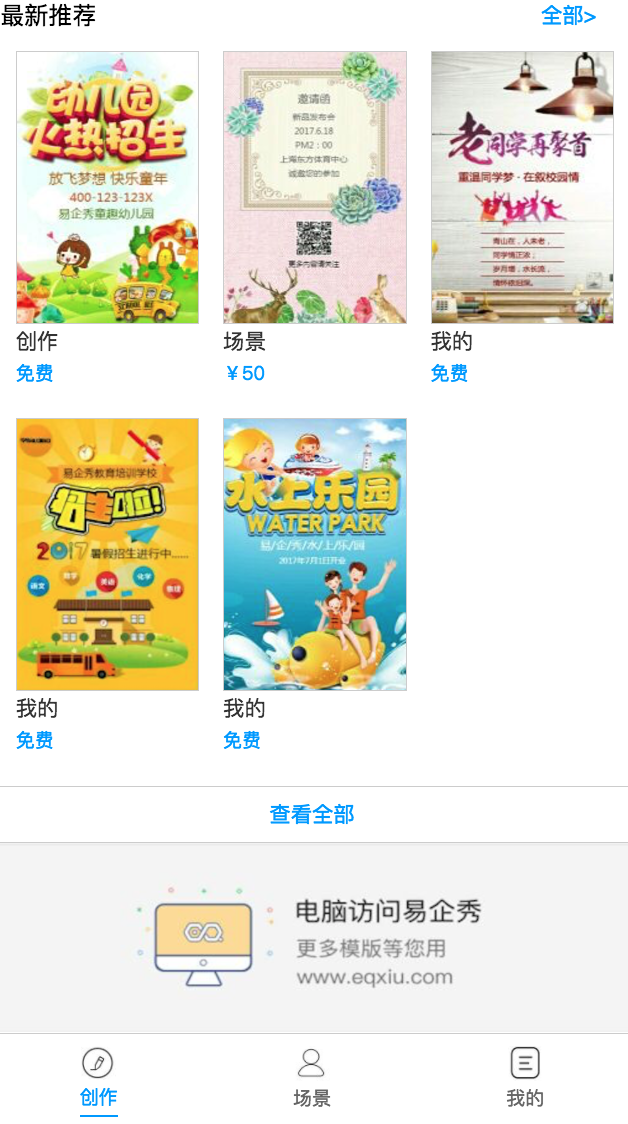 最新推荐
全部>
幼儿园
火热招生
放飞梦想 快乐童年
400-123-123X
易企秀童趣幼儿园
SCHOOL BUS
创作
免费
邀请函
新品发布会
2017.6.18
PM2：00
上海东方体育中心
诚邀您的参加
更多内容请关注
场景
￥50
老同学再聚首
重温同学梦·在叙校园情
青山在，人未老，
同学情正浓；
岁月增，水长流，
情怀依旧深。
我的
免费
易企秀教育培训学校
招生啦!
2017 暑假招生进行中......
语文
数学
英语
化学
物理
我的
免费
水上乐园
WATER PARK
易/企/秀/水/上/乐/园
2017年7月1日开业
我的
免费
查看全部
电脑访问易企秀
更多模版等您用
www.eqxiu.com
创作
场景
我的